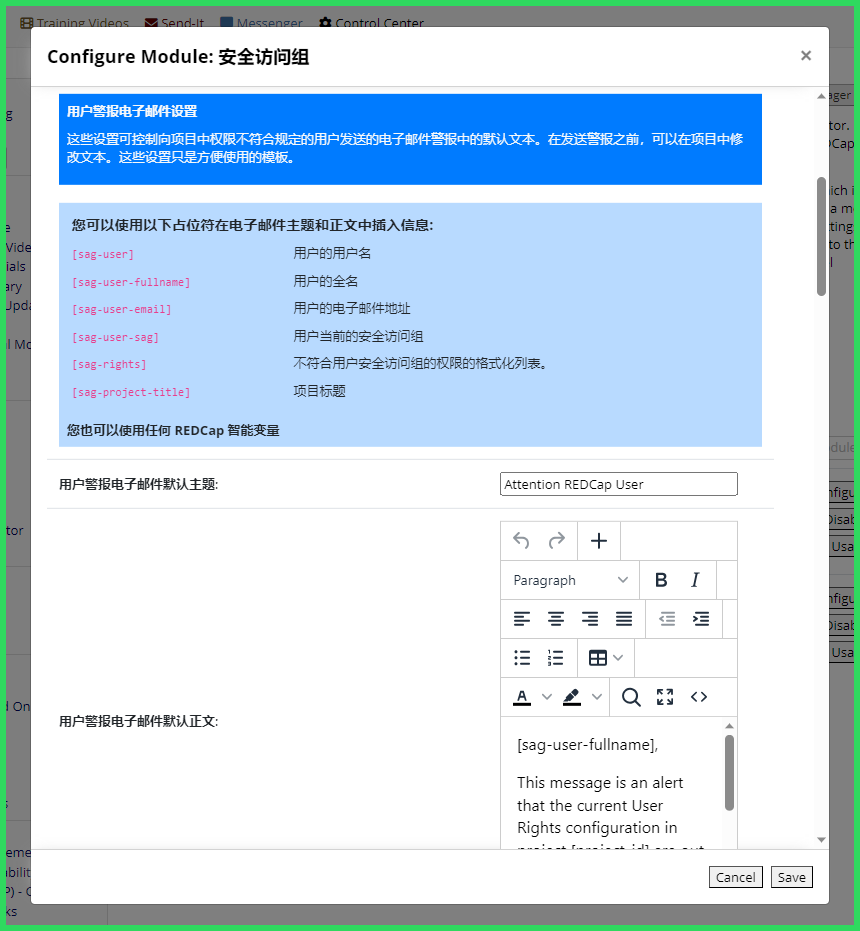 Training Videos Send-It Messenger Control Center
Configure Module: 安全访问组
×
用户警报电子邮件设置
这些设置可控制向项目中权限不符合规定的用户发送的电子邮件警报中的默认文本。在发送警报之前，可以在项目中修
改文本。这些设置只是方便使用的模板。
您可以使用以下占位符在电子邮件主题和正文中插入信息:
[sag-user] 用户的用户名
[sag-user-fullname] 用户的全名
[sag-user-email] 用户的电子邮件地址
[sag-user-sag] 用户当前的安全访问组
[sag-rights] 不符合用户安全访问组的权限的格式化列表。
[sag-project-title] 项目标题
您也可以使用任何 REDCap 智能变量
用户警报电子邮件默认主题: Attention REDCap User
Paragraph
B I
A
用户警报电子邮件默认正文:
[sag-user-fullname],
This message is an alert
that the current User
Rights configuration in
project [project-id] are out
Cancel Save